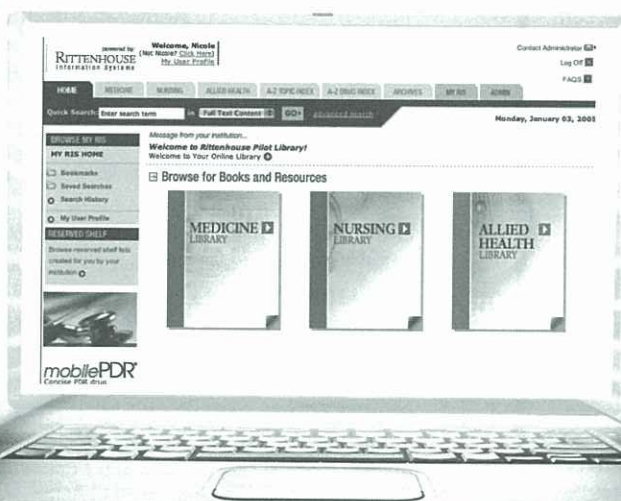 powered by:
RITTENHOUSE
Information Systems
Welcome, Nicole
(Not Nicole? Click Here)
My User Profile
Contact Administrator
Log Off
FAQS
HOME MEDICINE NURSING ALLIED HEALTH A-Z TOPIC INDEX A-Z DRUG INDEX ARCHIVES MY RIS ADMIN
Quick Search: Enter search term in Full Text Content GO advanced search
Monday, January 03, 2005
BROWSE MY RIS
MY RIS HOME
Bookmarks
Saved Searches
Search History
My User Profile
RESERVED SHELF
Browse reserved shelf lists
created for you by your
institution
Message from your institution...
Welcome to Rittenhouse Pilot Library!
Welcome to Your Online Library
Browse for Books and Resources
MEDICINE
LIBRARY
NURSING
LIBRARY
ALLIED
HEALTH
LIBRARY
mobilePDR
Concise PDR drug